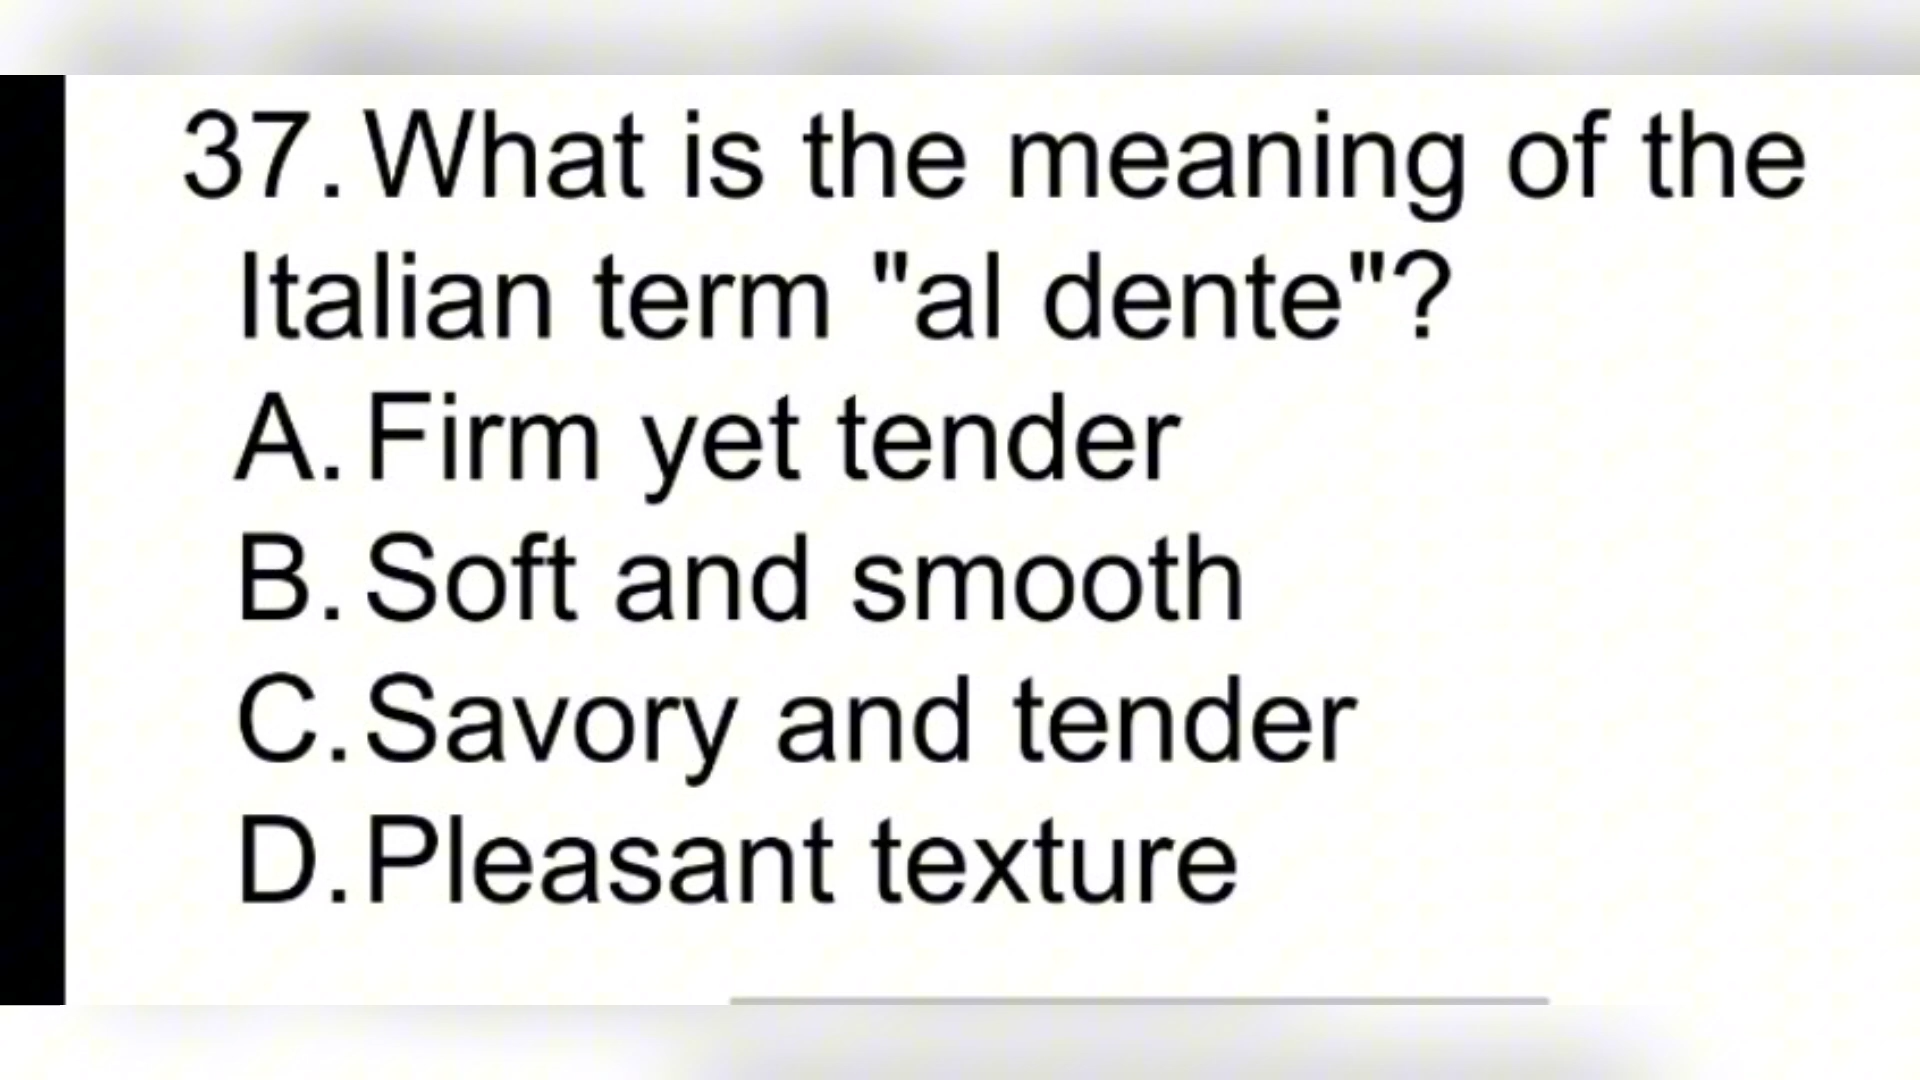 37. What is the meaning of the
Italian term "al dente"?
A. Firm yet tender
B. Soft and smooth
C. Savory and tender
D. Pleasant texture